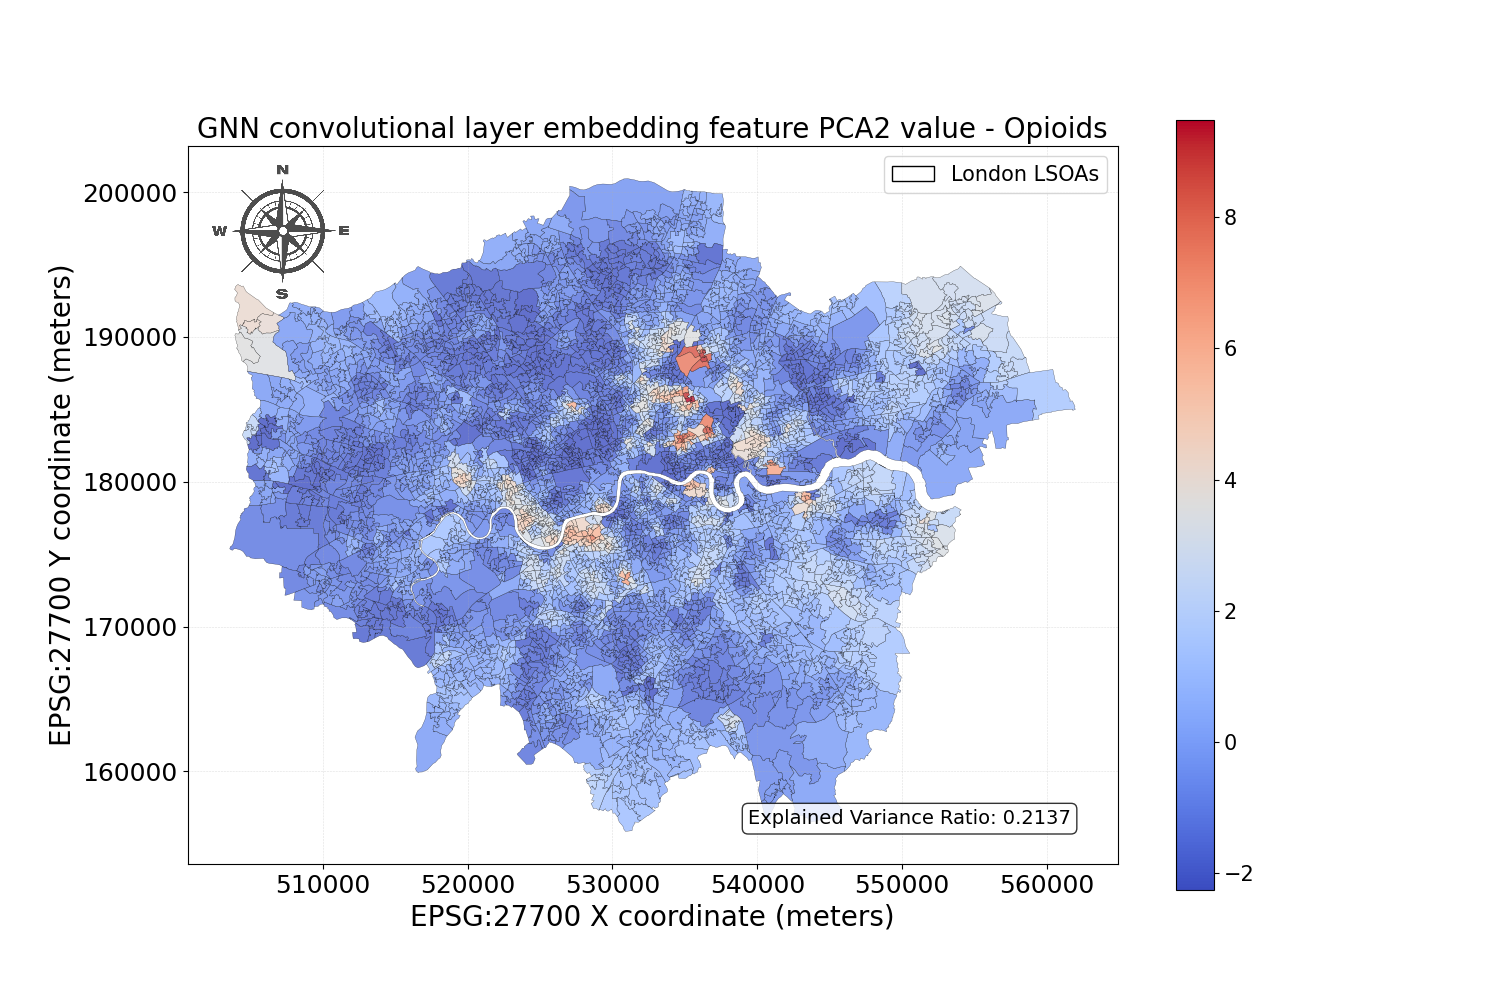 GNN convolutional layer embedding feature PCA2 value - Opioids
N
W
E
S
London LSOAs
200000
190000
180000
170000
160000
EPSG:27700 Y coordinate (meters)
Explained Variance Ratio: 0.2137
510000
520000
530000
540000
550000
560000
EPSG:27700 X coordinate (meters)
8
6
4
2
0
−2